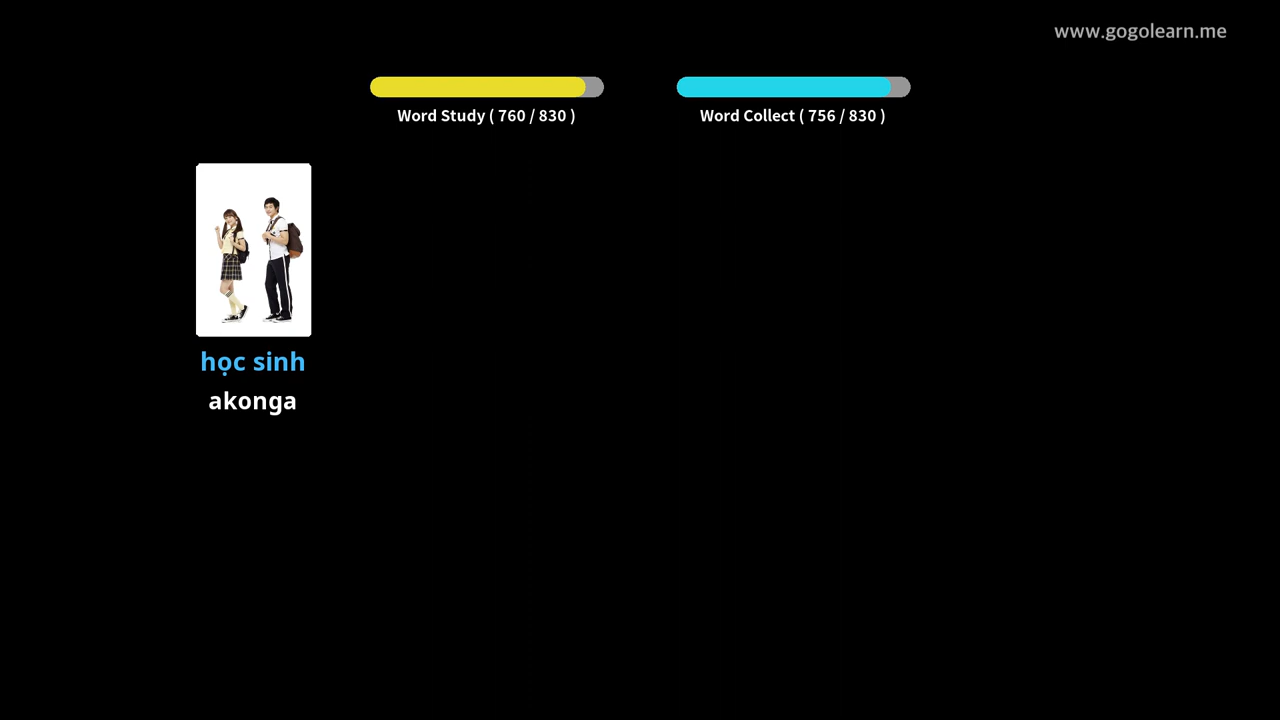 www.gogolearn.me
Word Study ( 760 / 830 )
Word Collect ( 756 / 830 )
học sinh
akonga